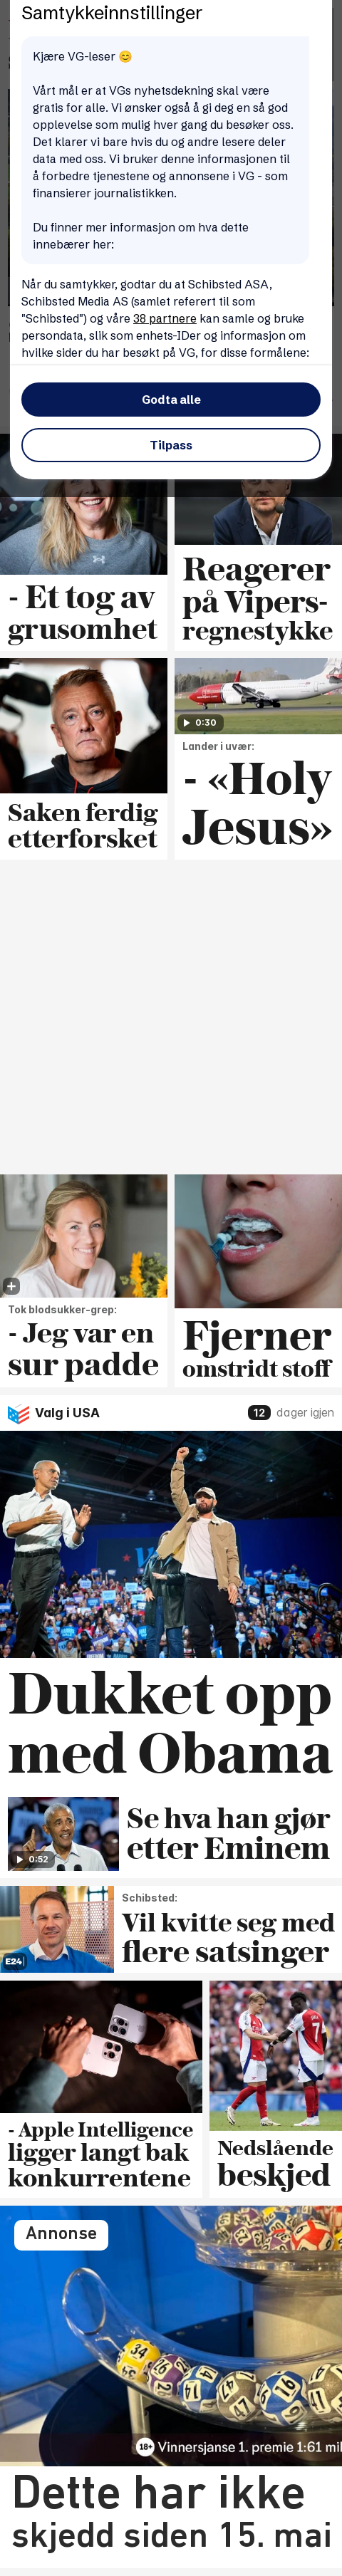 Samtykkeinnstillinger
Kjære VG-leser 😊
Vårt mål er at VGs nyhetsdekning skal være
gratis for alle. Vi ønsker også å gi deg en så god
opplevelse som mulig hver gang du besøker oss.
Det klarer vi bare hvis du og andre lesere deler
data med oss. Vi bruker denne informasjonen til
å forbedre tjenestene og annonsene i VG - som
finansierer journalistikken.
Du finner mer informasjon om hva dette
innebærer her:
Når du samtykker, godtar du at Schibsted ASA,
Schibsted Media AS (samlet referert til som
"Schibsted") og våre 38 partnere kan samle og bruke
persondata, slik som enhets-IDer og informasjon om
hvilke sider du har besøkt på VG, for disse formålene:
Godta alle
Tilpass
- Et tog av
grusomhet
Reagerer
på Vipers-
regnestykke
Saken ferdig
etterforsket
0:30
Lander i uvær:
- «Holy
Jesus»
Tok blodsukker-grep:
- Jeg var en
sur padde
Fjerner
omstridt stoff
Valg i USA
12 dager igjen
Dukket opp
med Obama
0:52
Se hva han gjør
etter Eminem
E24
Schibsted:
Vil kvitte seg med
flere satsinger
- Apple Intelligence
ligger langt bak
konkurrentene
7
Nedslående
beskjed
Annonse
34
18+ Vinnersjanse 1. premie 1:61 mil
Dette har ikke
skjedd siden 15. mai